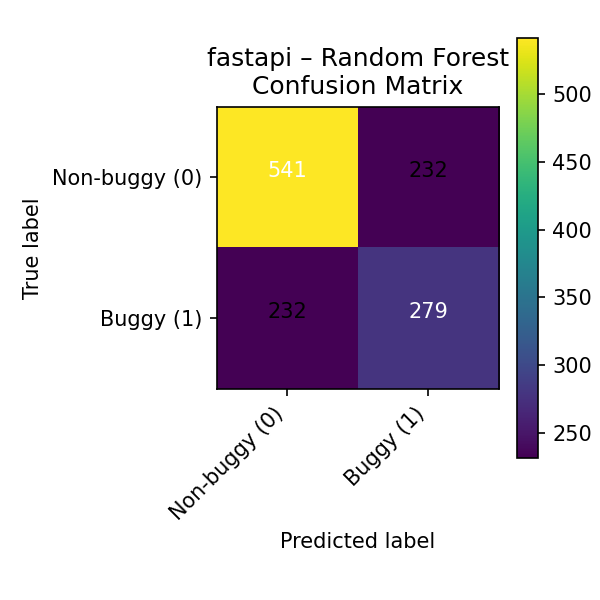 fastapi – Random Forest
Confusion Matrix
True label
Non-buggy (0)
541
232
Buggy (1)
232
279
Non-buggy (0)
Buggy (1)
Predicted label
500
450
400
350
300
250